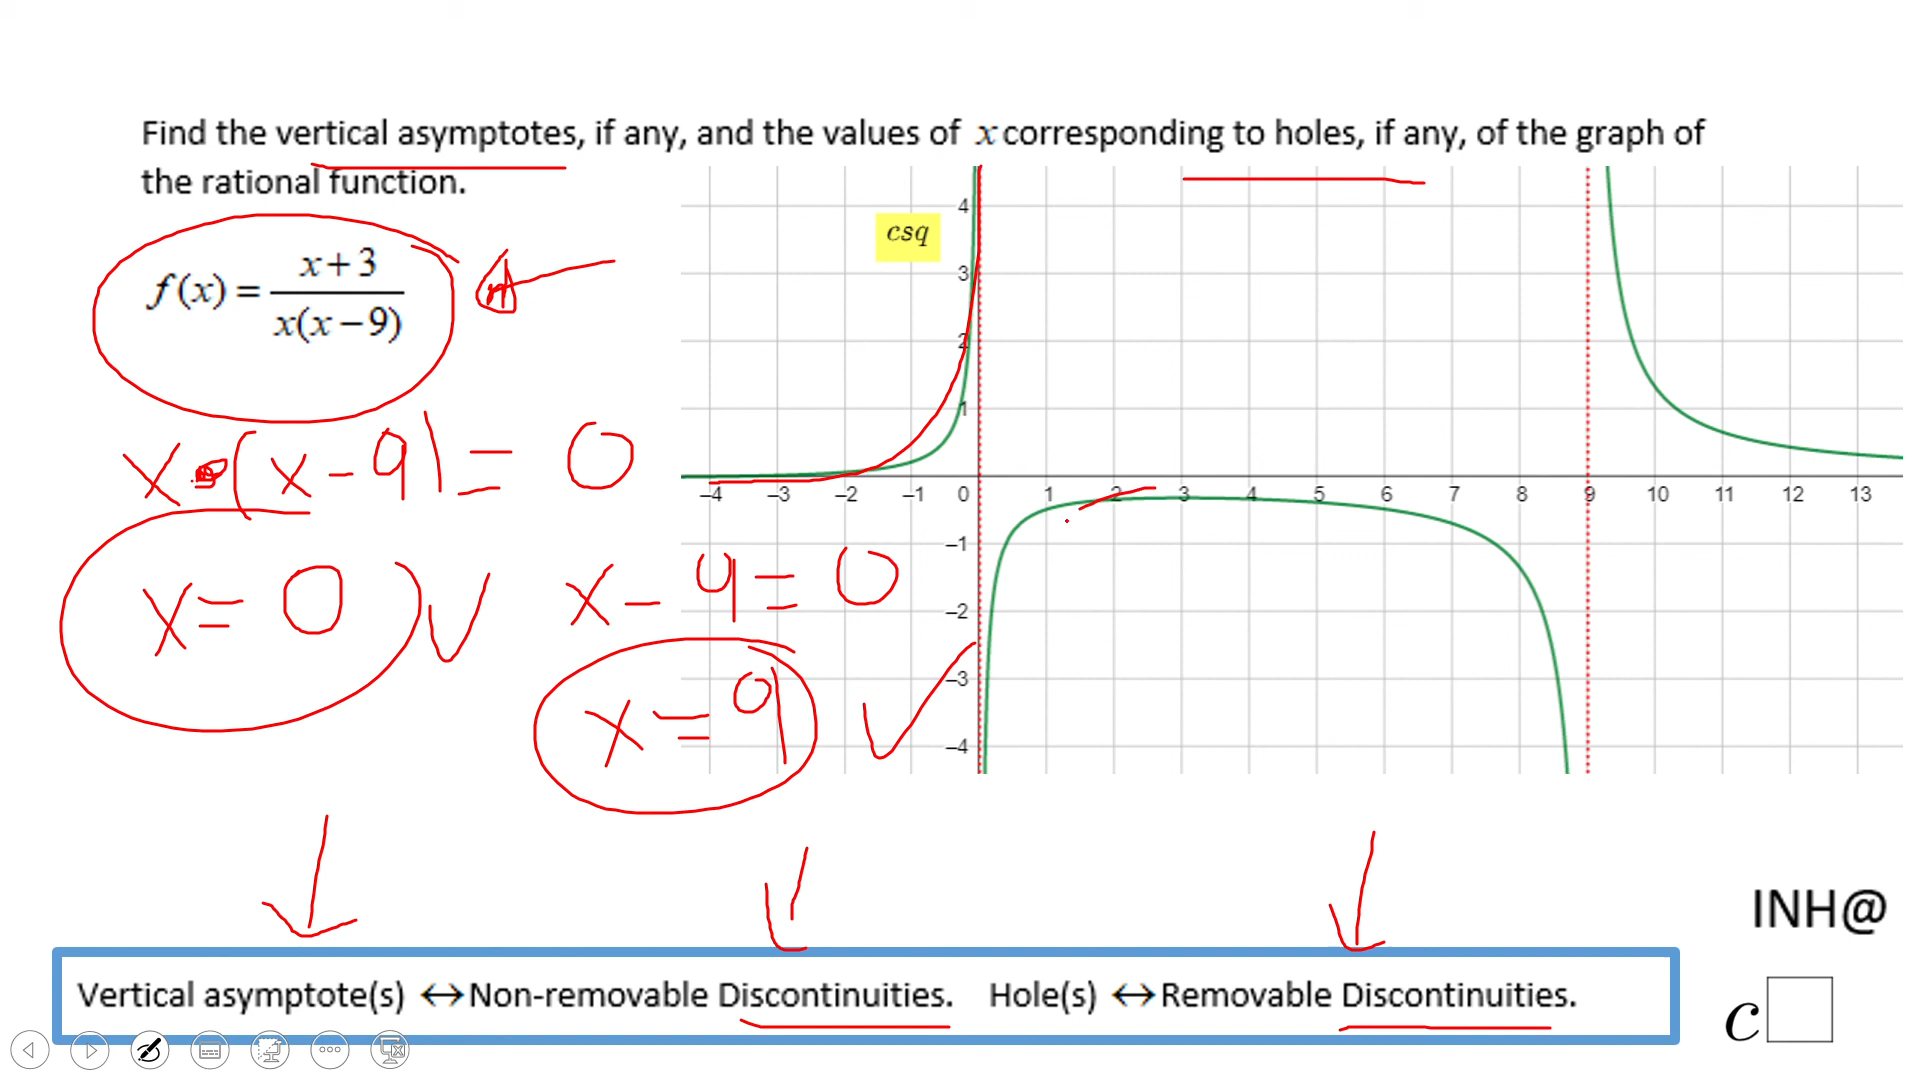 Find the vertical asymptotes, if any, and the values of x corresponding to holes, if any, of the graph of
the rational function.
f(x) = x+3 / x(x−9)
csq
4
3
2
1
−4 −3 −2 −1 0 1 2 3 4 5 6 7 8 9 10 11 12 13
−1
−2
−3
−4
x•(x-9) = 0
x = 0
x - 9 = 0
x = 9
INH@
Vertical asymptote(s) ↔ Non-removable Discontinuities. Hole(s) ↔ Removable Discontinuities.
c